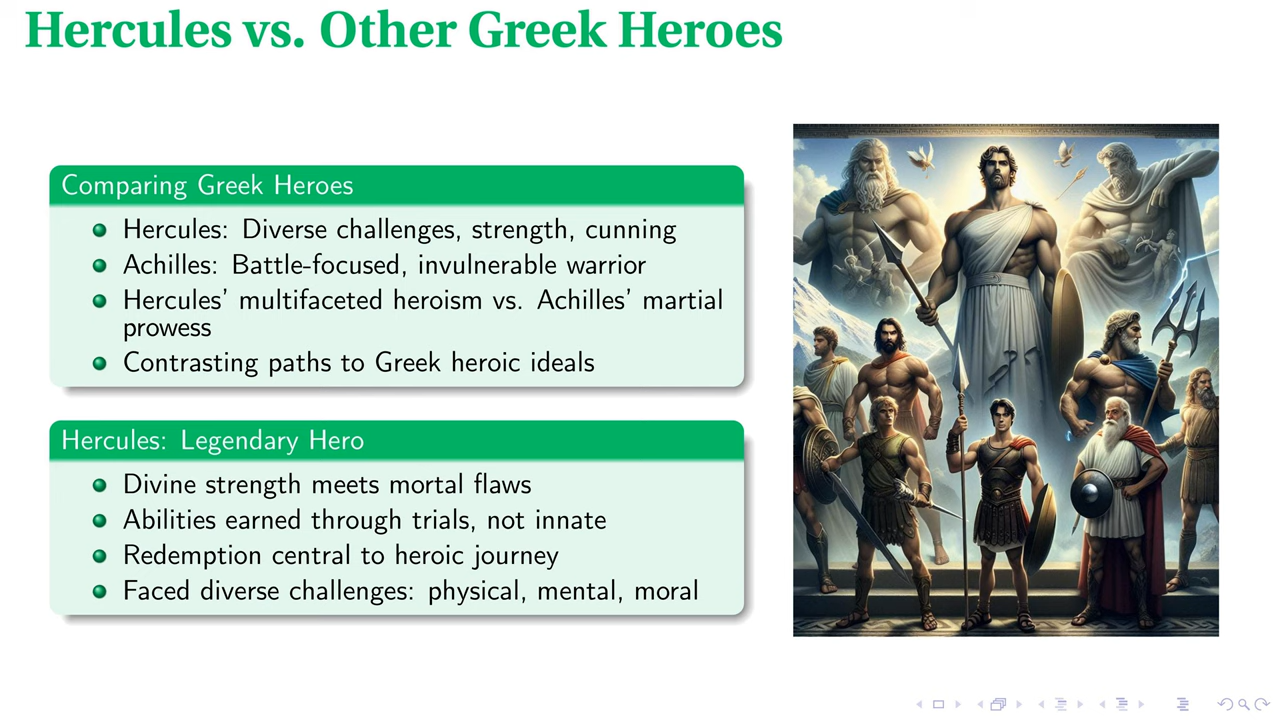 Hercules vs. Other Greek Heroes
Comparing Greek Heroes
Hercules: Diverse challenges, strength, cunning
Achilles: Battle-focused, invulnerable warrior
Hercules' multifaceted heroism vs. Achilles' martial
prowess
Contrasting paths to Greek heroic ideals
Hercules: Legendary Hero
Divine strength meets mortal flaws
Abilities earned through trials, not innate
Redemption central to heroic journey
Faced diverse challenges: physical, mental, moral